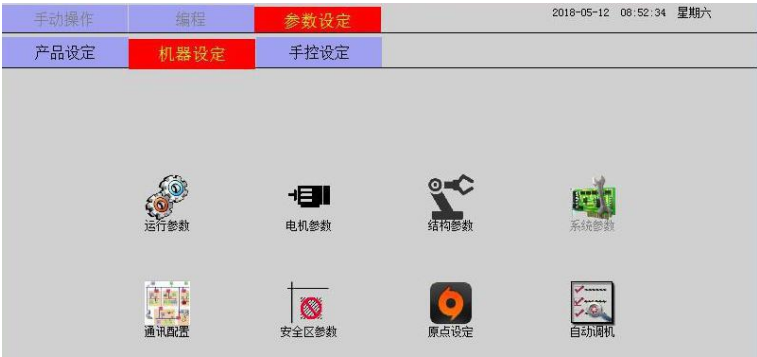 手动操作 编程 参数设定 2018-05-12 08:52:34 星期六
产品设定 机器设定 手控设定
运行参数 电机参数 结构参数 系统参数
通讯配置 安全区参数 原点设定 自动调机